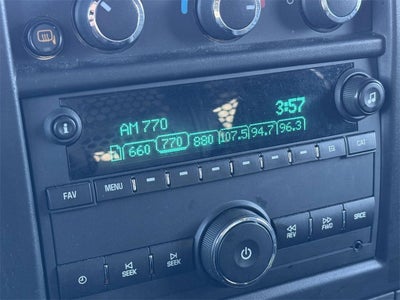 3:57
AM 770
660 770 880 107.5 94.7 96.3
FAV MENU CAT
REV FWD SRCE
SEEK SEEK